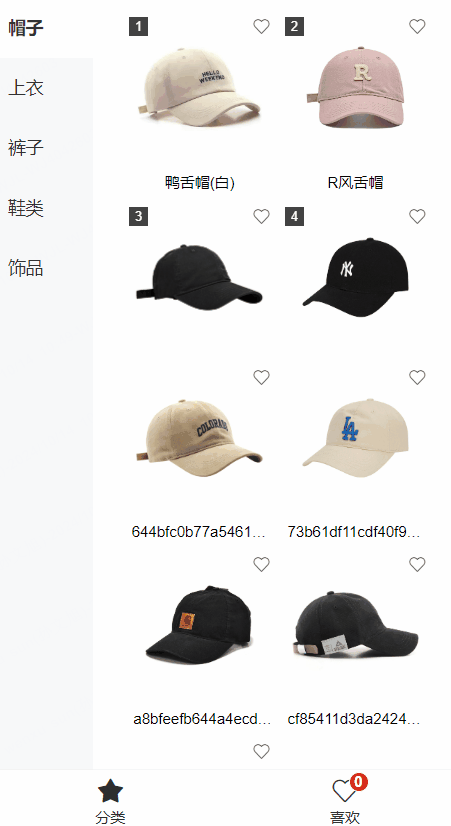 帽子
上衣
裤子
鞋类
饰品
1
2
HELLO
WEEKEND
R
鸭舌帽(白)
R风舌帽
3
4
NY
COLORADO
LA
644bfc0b77a5461...
73b61df11cdf40f9...
a8bfeefb644a4ecd...
cf85411d3da2424...
分类
0
喜欢